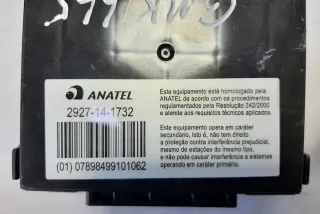 ANATEL
2927-14-1732
(01) 07898499101062
Este equipamento está homologado pela
ANATEL de acordo com os procedimentos
regulamentados pela Resolução 242/2000
e atende aos requisitos técnicos aplicados.
Este equipamento opera em caráter
secundário, isto é, não tem direito
a proteção contra interferência prejudicial,
mesmo de estações do mesmo tipo,
e não pode causar interferência a sistemas
operando em caráter primário.